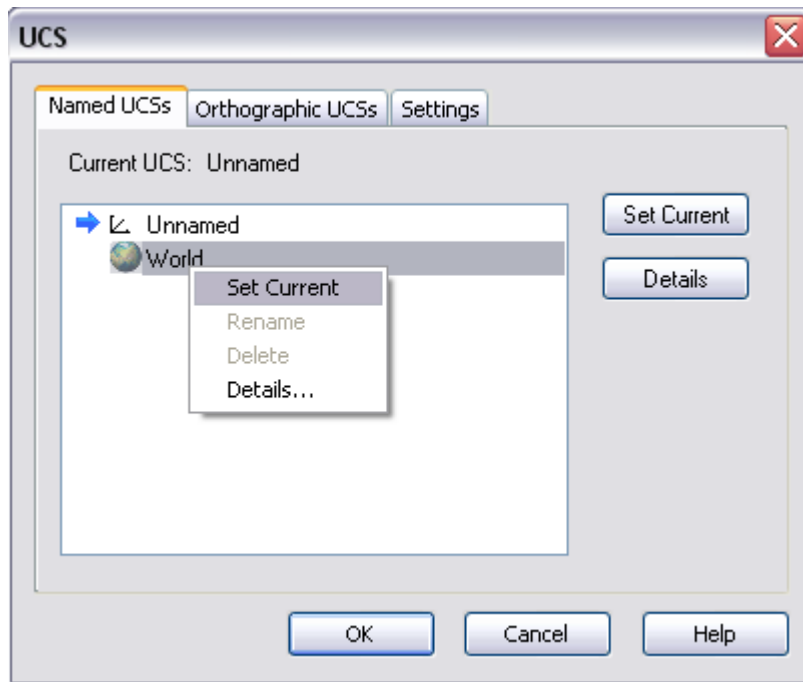 UCS
Named UCSs Orthographic UCSs Settings
Current UCS: Unnamed
Unnamed
World
Set Current
Rename
Delete
Details...
Set Current
Details
OK Cancel Help